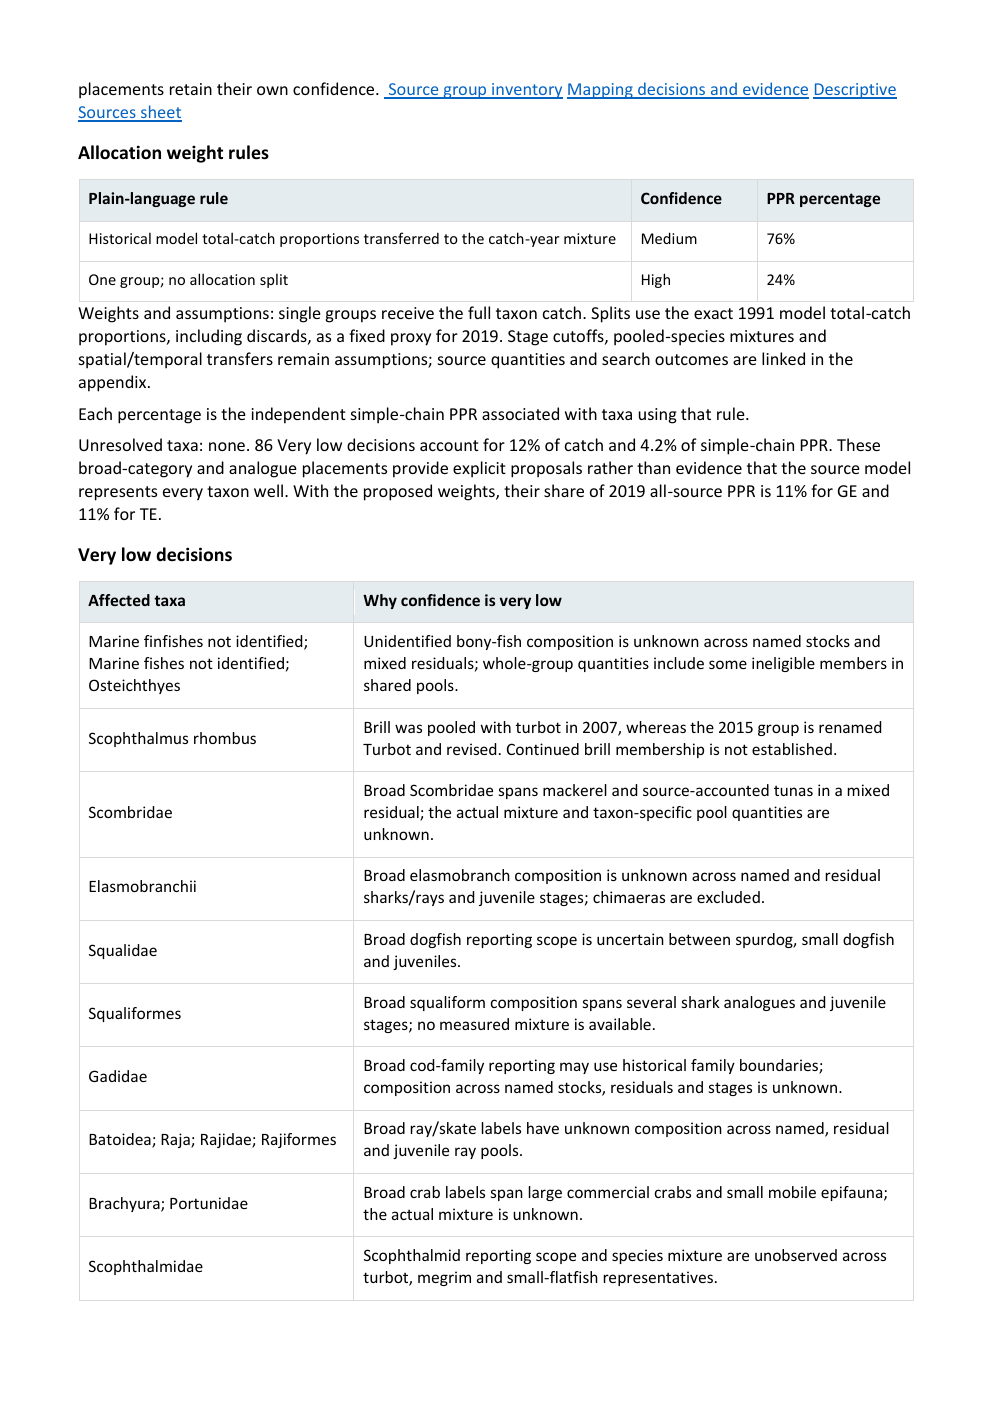 placements retain their own confidence.  Source group inventory Mapping decisions and evidence Descriptive
Sources sheet
Allocation weight rules
Plain-language rule Confidence PPR percentage
Historical model total-catch proportions transferred to the catch-year mixture Medium 76%
One group; no allocation split High 24%
Weights and assumptions: single groups receive the full taxon catch. Splits use the exact 1991 model total-catch
proportions, including discards, as a fixed proxy for 2019. Stage cutoffs, pooled-species mixtures and
spatial/temporal transfers remain assumptions; source quantities and search outcomes are linked in the
appendix.
Each percentage is the independent simple-chain PPR associated with taxa using that rule.
Unresolved taxa: none. 86 Very low decisions account for 12% of catch and 4.2% of simple-chain PPR. These
broad-category and analogue placements provide explicit proposals rather than evidence that the source model
represents every taxon well. With the proposed weights, their share of 2019 all-source PPR is 11% for GE and
11% for TE.
Very low decisions
Affected taxa Why confidence is very low
Marine finfishes not identified;
Marine fishes not identified;
Osteichthyes
Unidentified bony-fish composition is unknown across named stocks and
mixed residuals; whole-group quantities include some ineligible members in
shared pools.
Scophthalmus rhombus
Brill was pooled with turbot in 2007, whereas the 2015 group is renamed
Turbot and revised. Continued brill membership is not established.
Scombridae
Broad Scombridae spans mackerel and source-accounted tunas in a mixed
residual; the actual mixture and taxon-specific pool quantities are
unknown.
Elasmobranchii
Broad elasmobranch composition is unknown across named and residual
sharks/rays and juvenile stages; chimaeras are excluded.
Squalidae
Broad dogfish reporting scope is uncertain between spurdog, small dogfish
and juveniles.
Squaliformes
Broad squaliform composition spans several shark analogues and juvenile
stages; no measured mixture is available.
Gadidae
Broad cod-family reporting may use historical family boundaries;
composition across named stocks, residuals and stages is unknown.
Batoidea; Raja; Rajidae; Rajiformes
Broad ray/skate labels have unknown composition across named, residual
and juvenile ray pools.
Brachyura; Portunidae
Broad crab labels span large commercial crabs and small mobile epifauna;
the actual mixture is unknown.
Scophthalmidae
Scophthalmid reporting scope and species mixture are unobserved across
turbot, megrim and small-flatfish representatives.